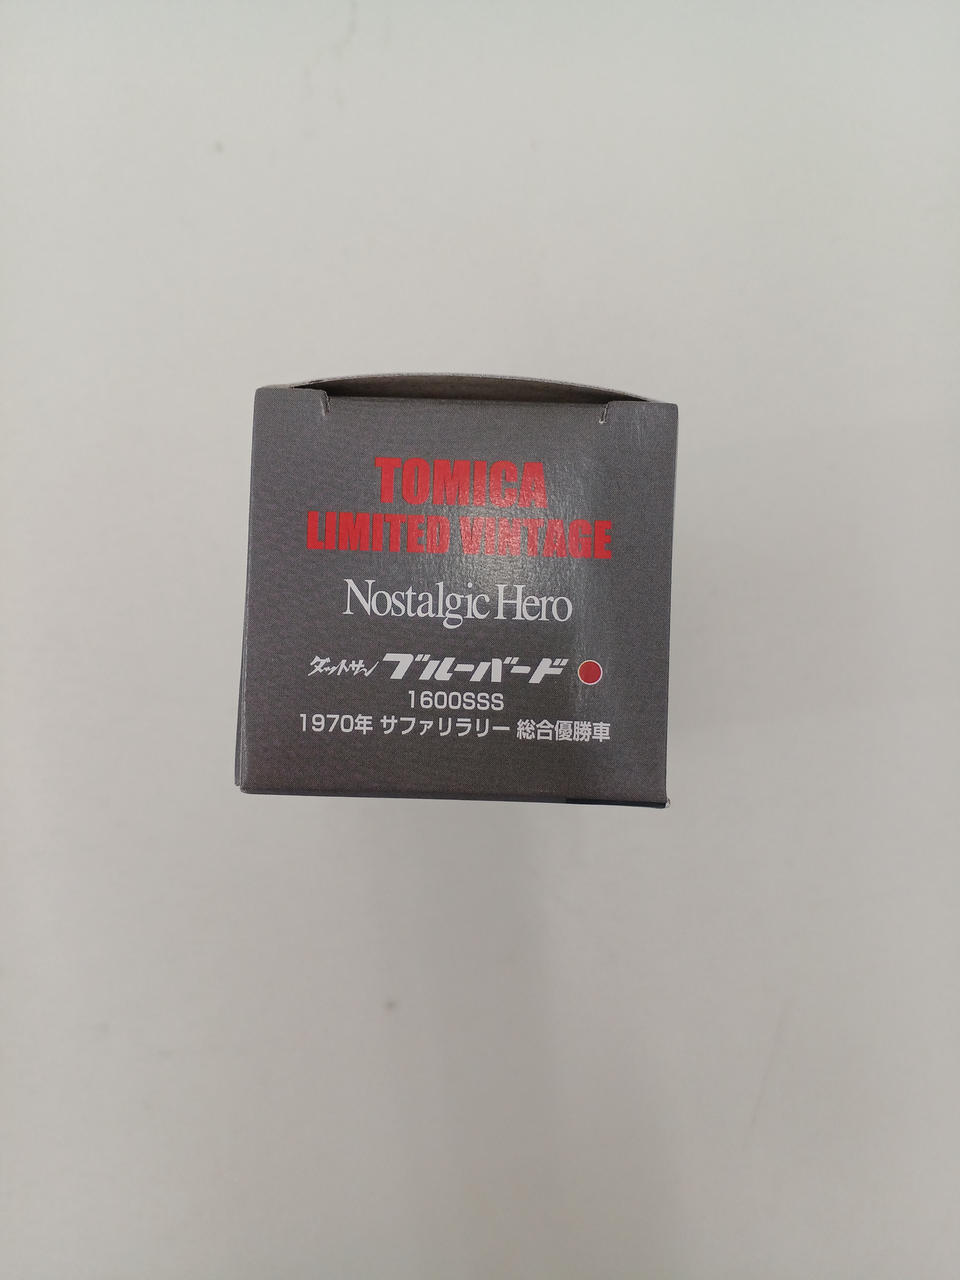 TOMICA
LIMITED VINTAGE
Nostalgic Hero
ダットサン ブルーバード
1600SSS
1970年 サファリラリー 総合優勝車